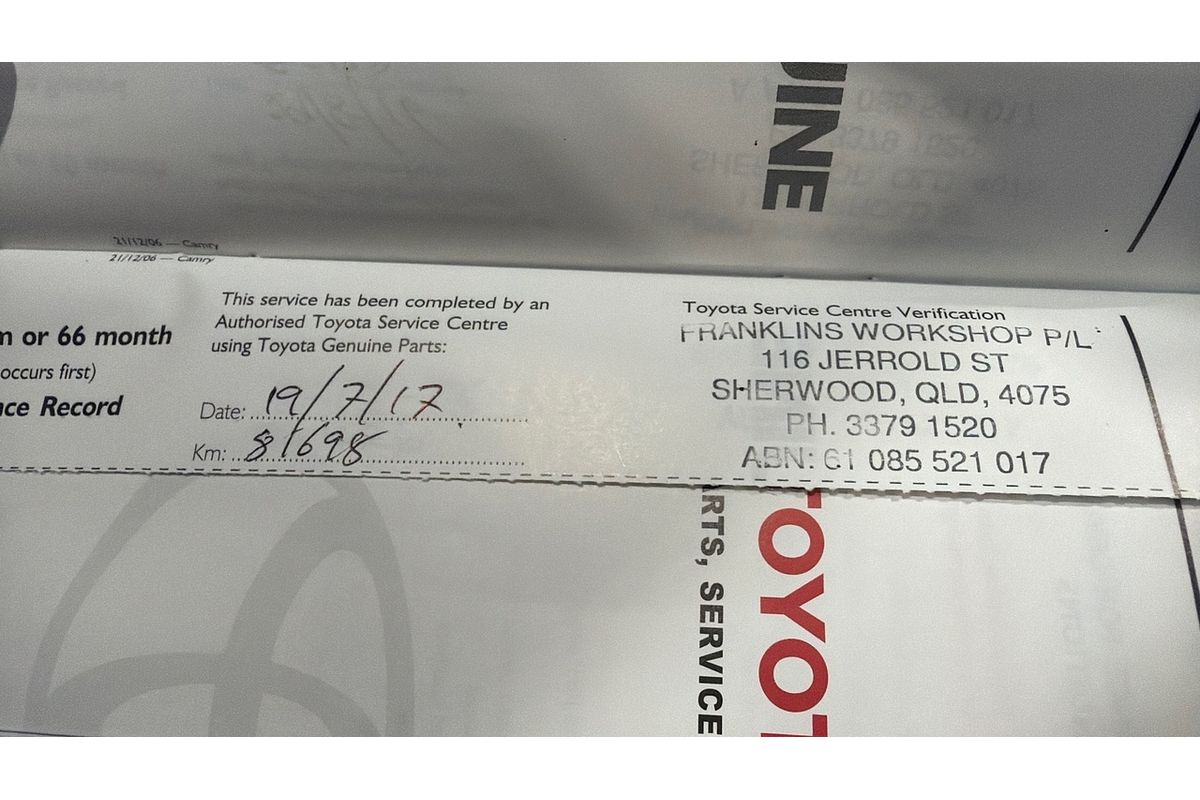 UINE
21/12/06 — Camry
21/12/06 — Camry
m or 66 month
occurs first)
nce Record
This service has been completed by an
Authorised Toyota Service Centre
using Toyota Genuine Parts:
Date: 19/7/17
Km: 81698
Toyota Service Centre Verification
FRANKLINS WORKSHOP P/L
116 JERROLD ST
SHERWOOD, QLD, 4075
PH. 3379 1520
ABN: 61 085 521 017
ARTS, SERVICE
TOYOT